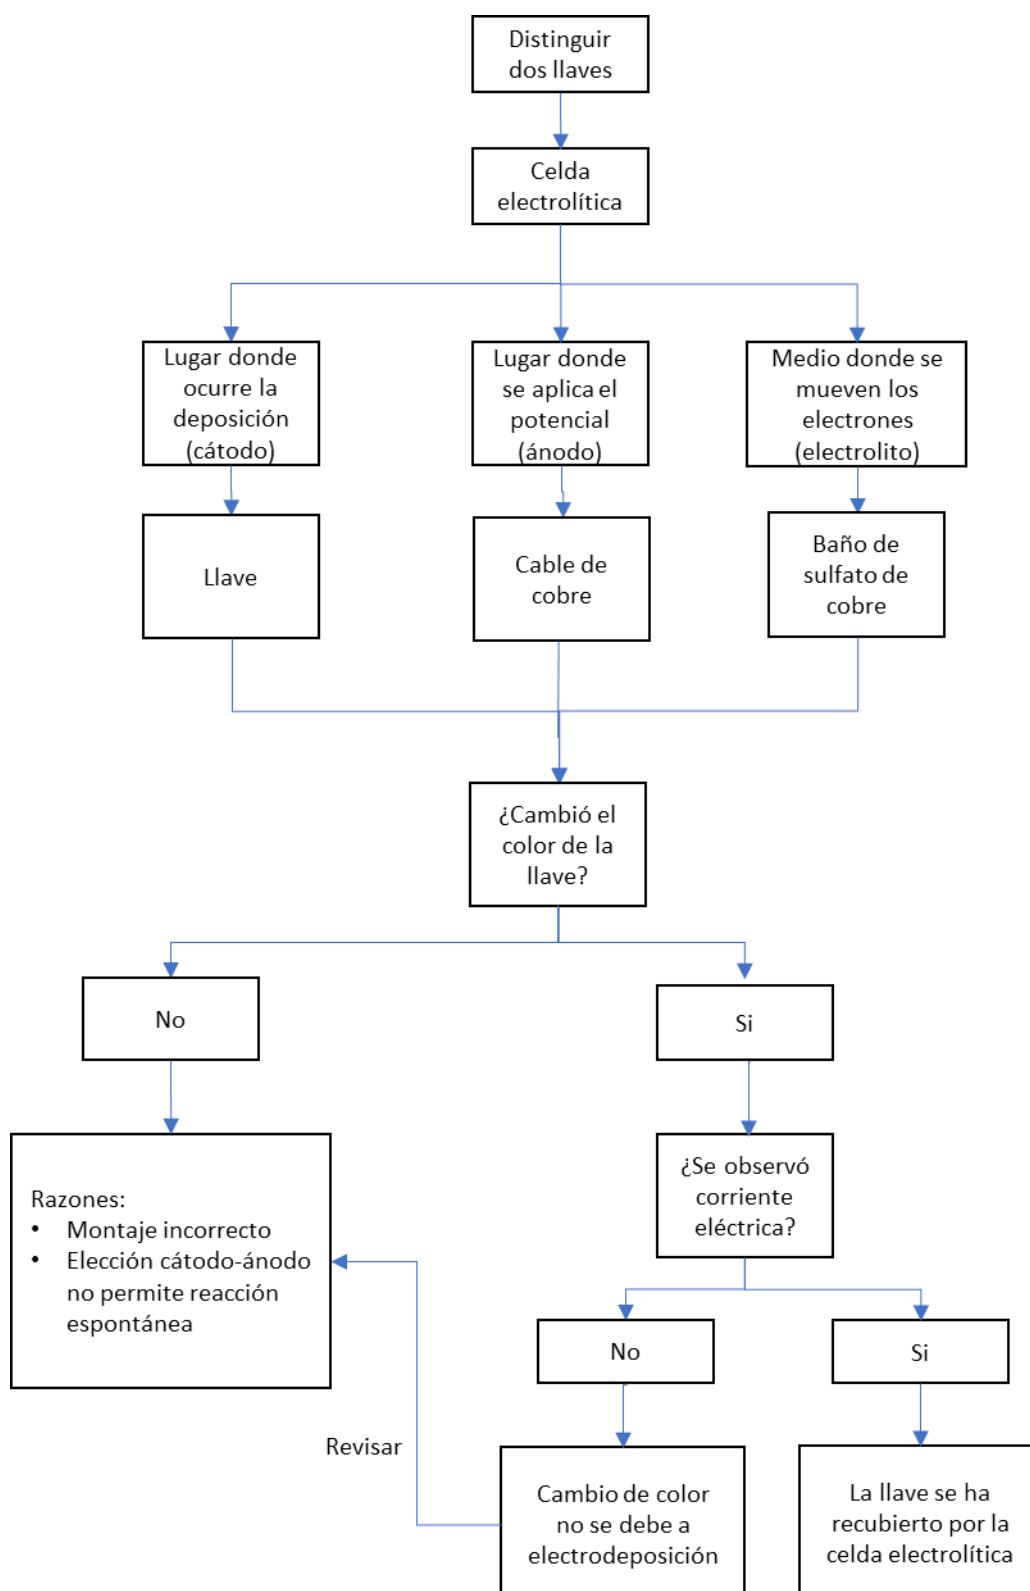 Distinguir
dos llaves
Celda
electrolítica
Lugar donde
ocurre la
deposición
(cátodo)
Lugar donde
se aplica el
potencial
(ánodo)
Medio donde se
mueven los
electrones
(electrolito)
Llave
Cable de
cobre
Baño de
sulfato de
cobre
¿Cambió el
color de la
llave?
No
Si
Razones:
• Montaje incorrecto
• Elección cátodo-ánodo
no permite reacción
espontánea
¿Se observó
corriente
eléctrica?
No
Si
Revisar
Cambio de color
no se debe a
electrodeposición
La llave se ha
recubierto por la
celda electrolítica